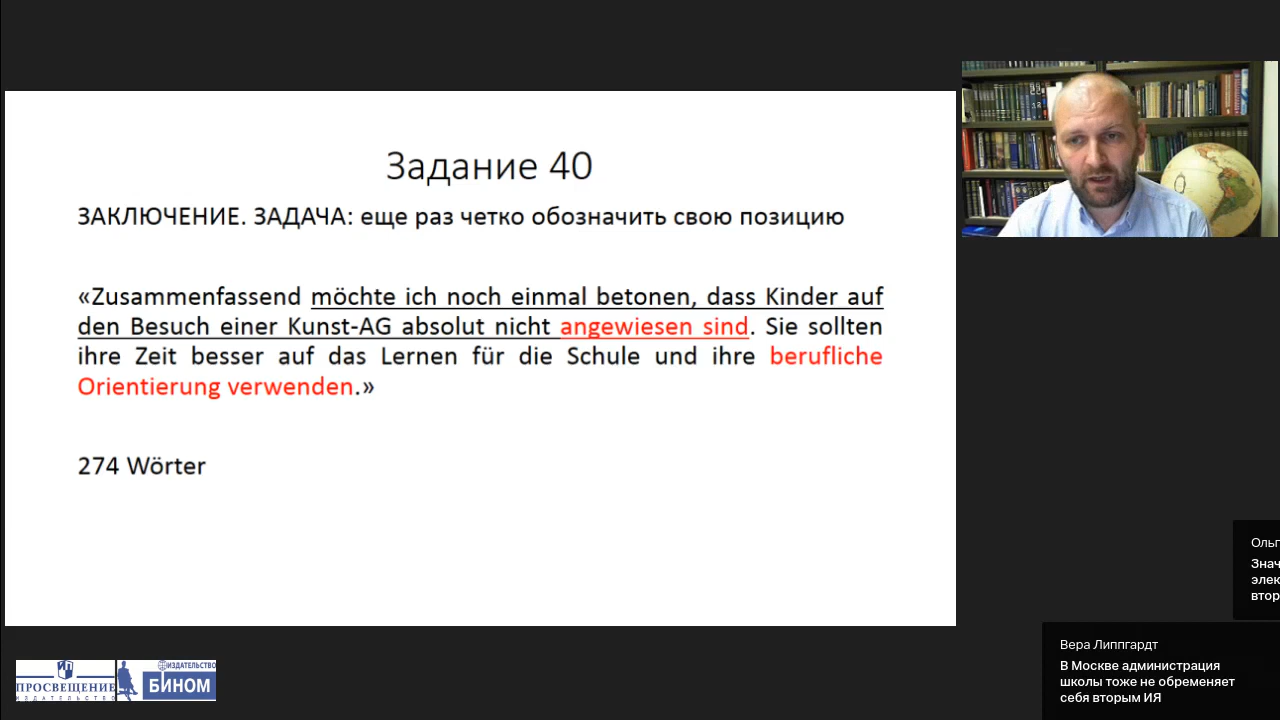 Задание 40
ЗАКЛЮЧЕНИЕ. ЗАДАЧА: еще раз четко обозначить свою позицию
«Zusammenfassend möchte ich noch einmal betonen, dass Kinder auf
den Besuch einer Kunst-AG absolut nicht angewiesen sind. Sie sollten
ihre Zeit besser auf das Lernen für die Schule und ihre berufliche
Orientierung verwenden.»
274 Wörter
Вера Липпгардт
В Москве администрация
школы тоже не обременяет
себя вторым ИЯ
ПРОСВЕЩЕНИЕ
ИЗДАТЕЛЬСТВО
ИЗДАТЕЛЬСТВО
БИНОМ